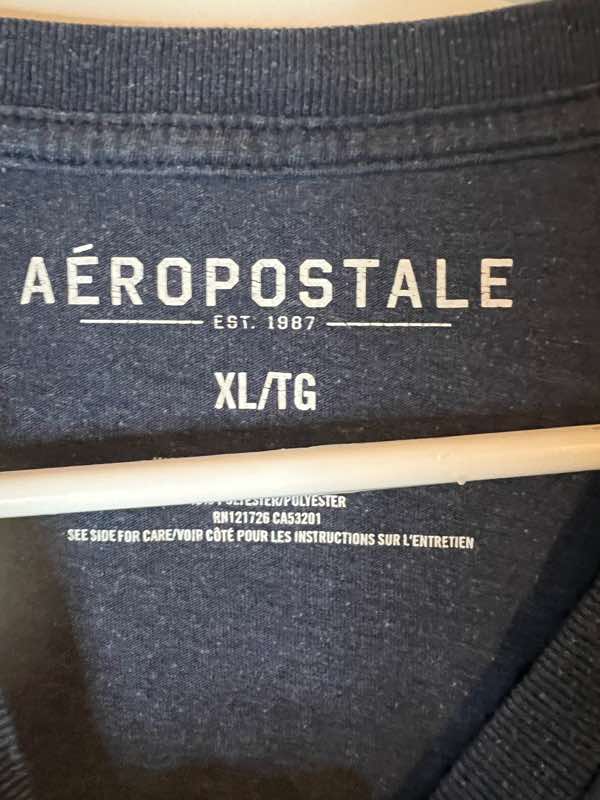 AÉROPOSTALE
EST. 1987
XL/TG
POLYESTER/POLYESTER
RN121726 CA53201
SEE SIDE FOR CARE/VOIR CÔTÉ POUR LES INSTRUCTIONS SUR L'ENTRETIEN